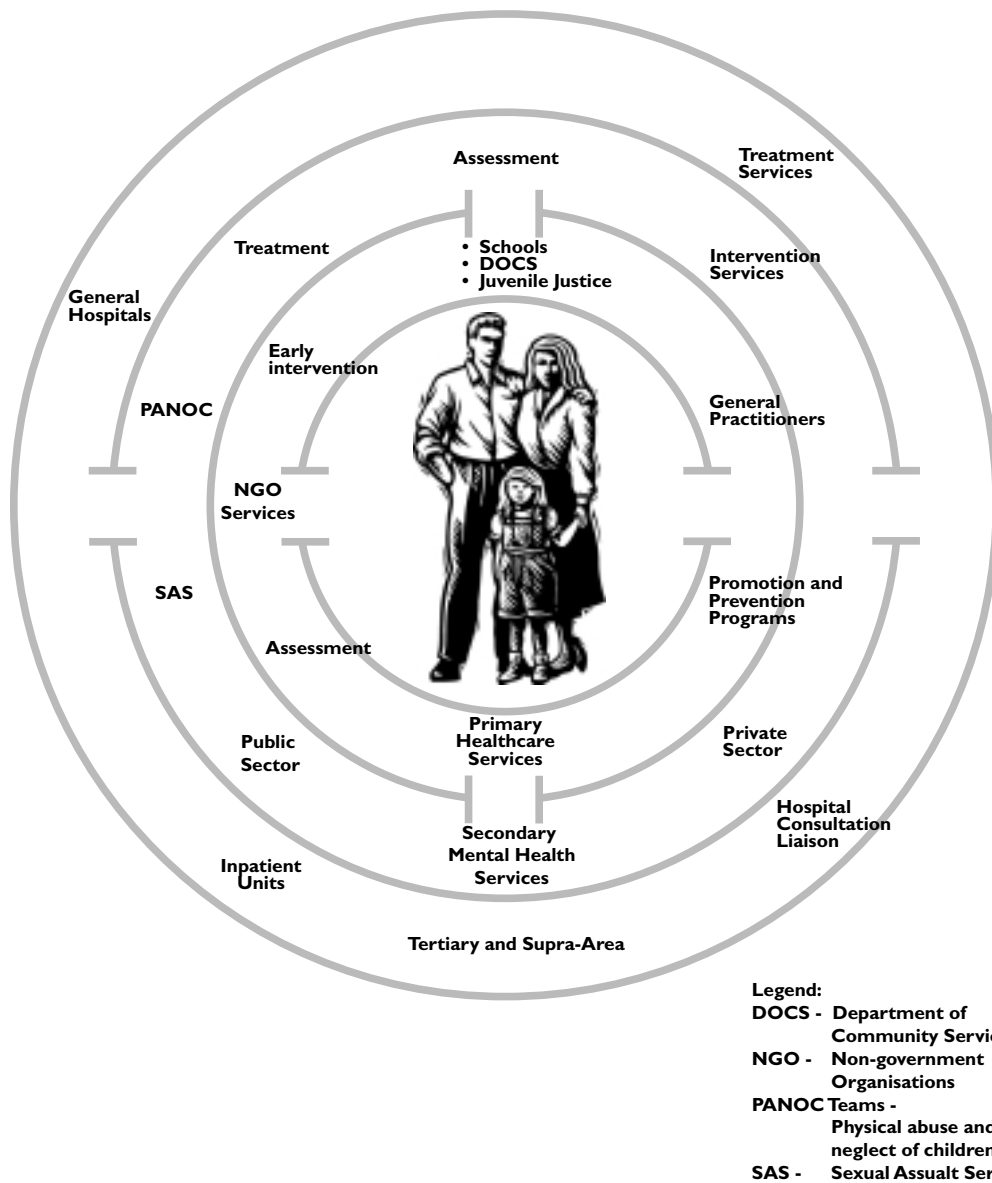 Assessment
Treatment
Services
Treatment
• Schools
• DOCS
• Juvenile Justice
Intervention
Services
General
Hospitals
Early
intervention
PANOC
General
Practitioners
NGO
Services
SAS
Promotion and
Prevention
Programs
Assessment
Primary
Healthcare
Services
Public
Sector
Private
Sector
Hospital
Consultation
Liaison
Secondary
Mental Health
Services
Inpatient
Units
Tertiary and Supra-Area
Legend:
DOCS - Department of
Community
NGO - Non-government
Organisations
PANOC Teams -
Physical abuse and
neglect of children
SAS - Sexual Assualt